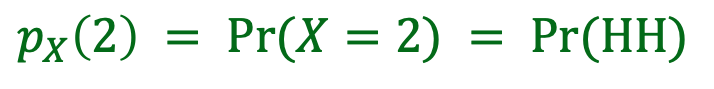 p_X(2) = Pr(X = 2) = Pr(HH)